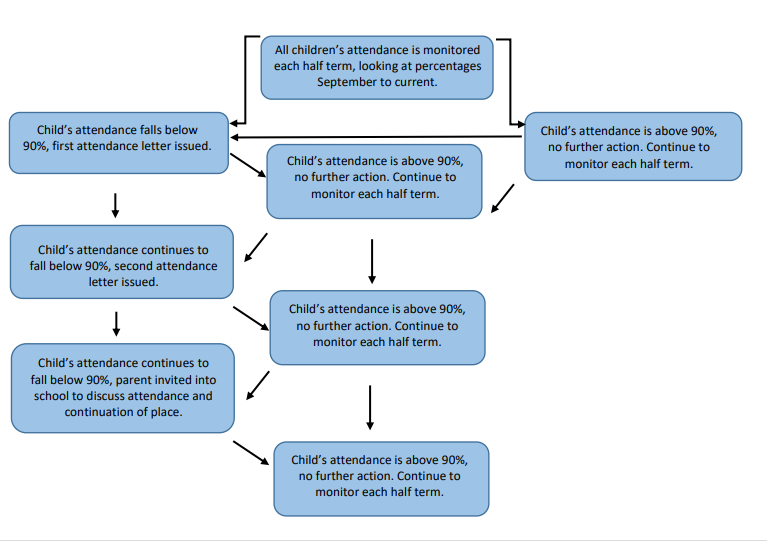 All children’s attendance is monitored
each half term, looking at percentages
September to current.
Child’s attendance falls below
90%, first attendance letter issued.
Child’s attendance is above 90%,
no further action. Continue to
monitor each half term.
Child’s attendance is above 90%,
no further action. Continue to
monitor each half term.
Child’s attendance continues to
fall below 90%, second attendance
letter issued.
Child’s attendance is above 90%,
no further action. Continue to
monitor each half term.
Child’s attendance continues to
fall below 90%, parent invited into
school to discuss attendance and
continuation of place.
Child’s attendance is above 90%,
no further action. Continue to
monitor each half term.